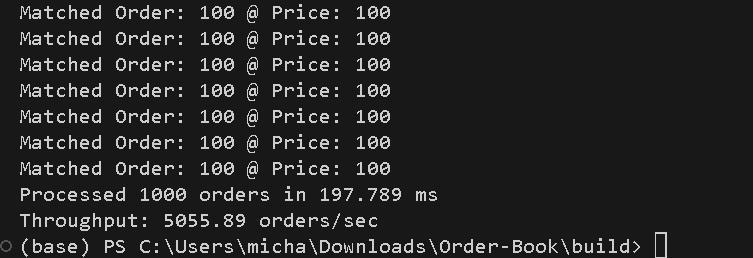 Matched Order: 100 @ Price: 100
Matched Order: 100 @ Price: 100
Matched Order: 100 @ Price: 100
Matched Order: 100 @ Price: 100
Matched Order: 100 @ Price: 100
Matched Order: 100 @ Price: 100
Matched Order: 100 @ Price: 100
Processed 1000 orders in 197.789 ms
Throughput: 5055.89 orders/sec
(base) PS C:\Users\micha\Downloads\Order-Book\build>